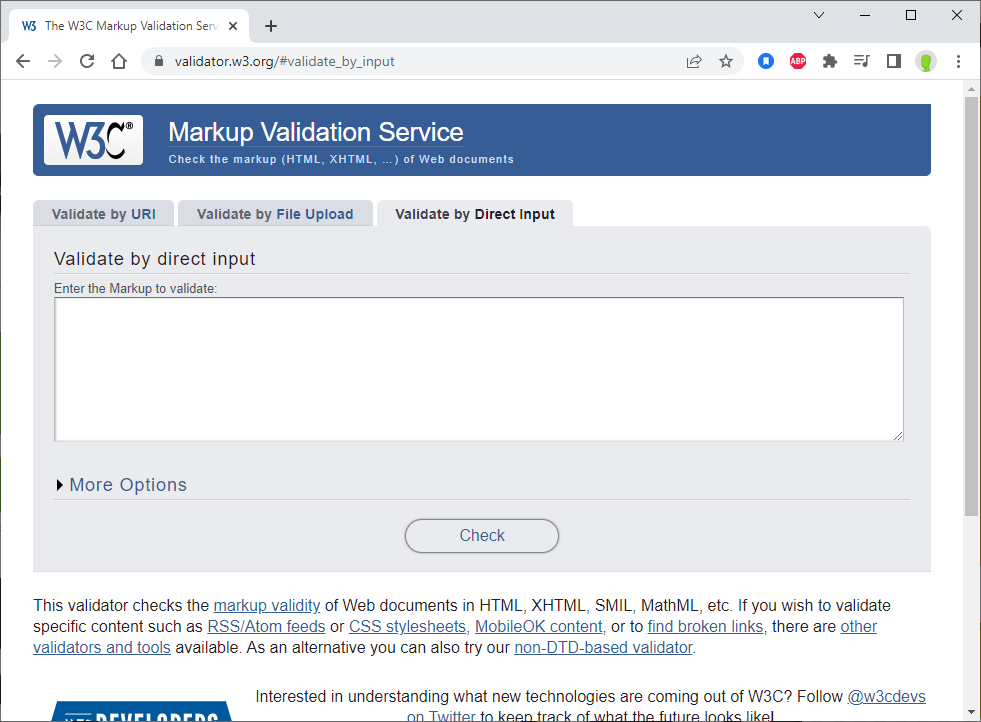 W3 The W3C Markup Validation Serv
validator.w3.org/#validate_by_input
ABP
W3C®
Markup Validation Service
Check the markup (HTML, XHTML, …) of Web documents
Validate by URI
Validate by File Upload
Validate by Direct Input
Validate by direct input
Enter the Markup to validate:
More Options
Check
This validator checks the markup validity of Web documents in HTML, XHTML, SMIL, MathML, etc. If you wish to validate
specific content such as RSS/Atom feeds or CSS stylesheets, MobileOK content, or to find broken links, there are other
validators and tools available. As an alternative you can also try our non-DTD-based validator.
Interested in understanding what new technologies are coming out of W3C? Follow @w3cdevs
on Twitter to keep track of what the future looks like!
DEVELOPERS